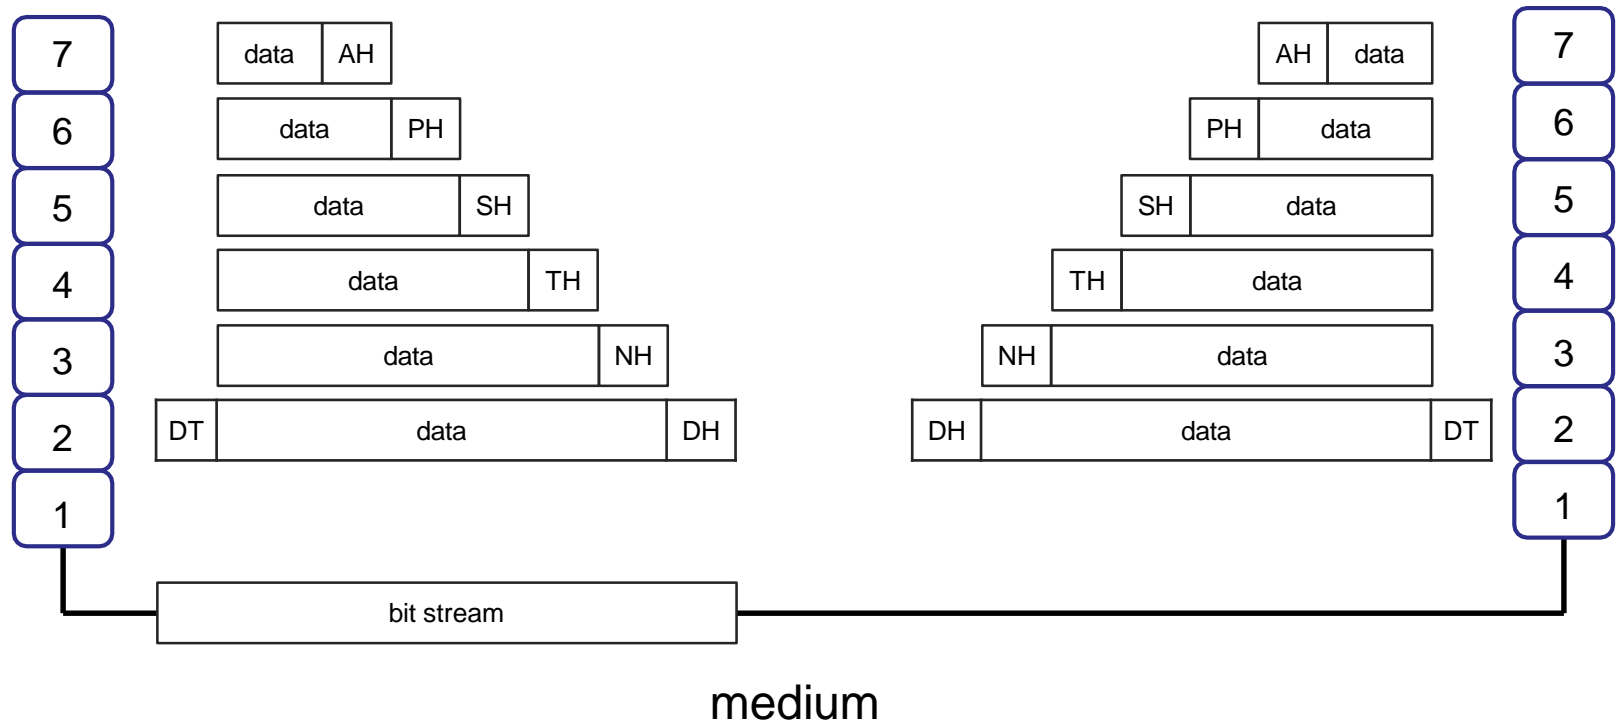 7 data AH AH data 7
6 data PH PH data 6
5 data SH SH data 5
4 data TH TH data 4
3 data NH NH data 3
2 DT data DH DH data DT 2
1 1
bit stream
medium